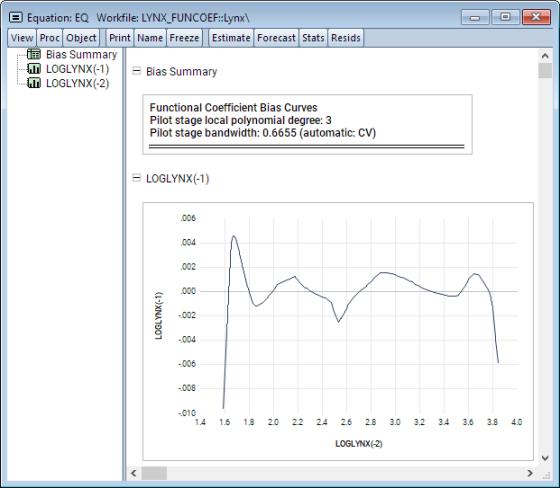 Equation: EQ Workfile: LYNX_FUNCOEF::Lynx\
View Proc Object Print Name Freeze Estimate Forecast Stats Resids
Bias Summary
LOGLYNX(-1)
LOGLYNX(-2)
Bias Summary
Functional Coefficient Bias Curves
Pilot stage local polynomial degree: 3
Pilot stage bandwidth: 0.6655 (automatic: CV)
LOGLYNX(-1)
.006
.004
.002
.000
-.002
-.004
-.006
-.008
-.010
LOGLYNX(-1)
1.4 1.6 1.8 2.0 2.2 2.4 2.6 2.8 3.0 3.2 3.4 3.6 3.8 4.0
LOGLYNX(-2)